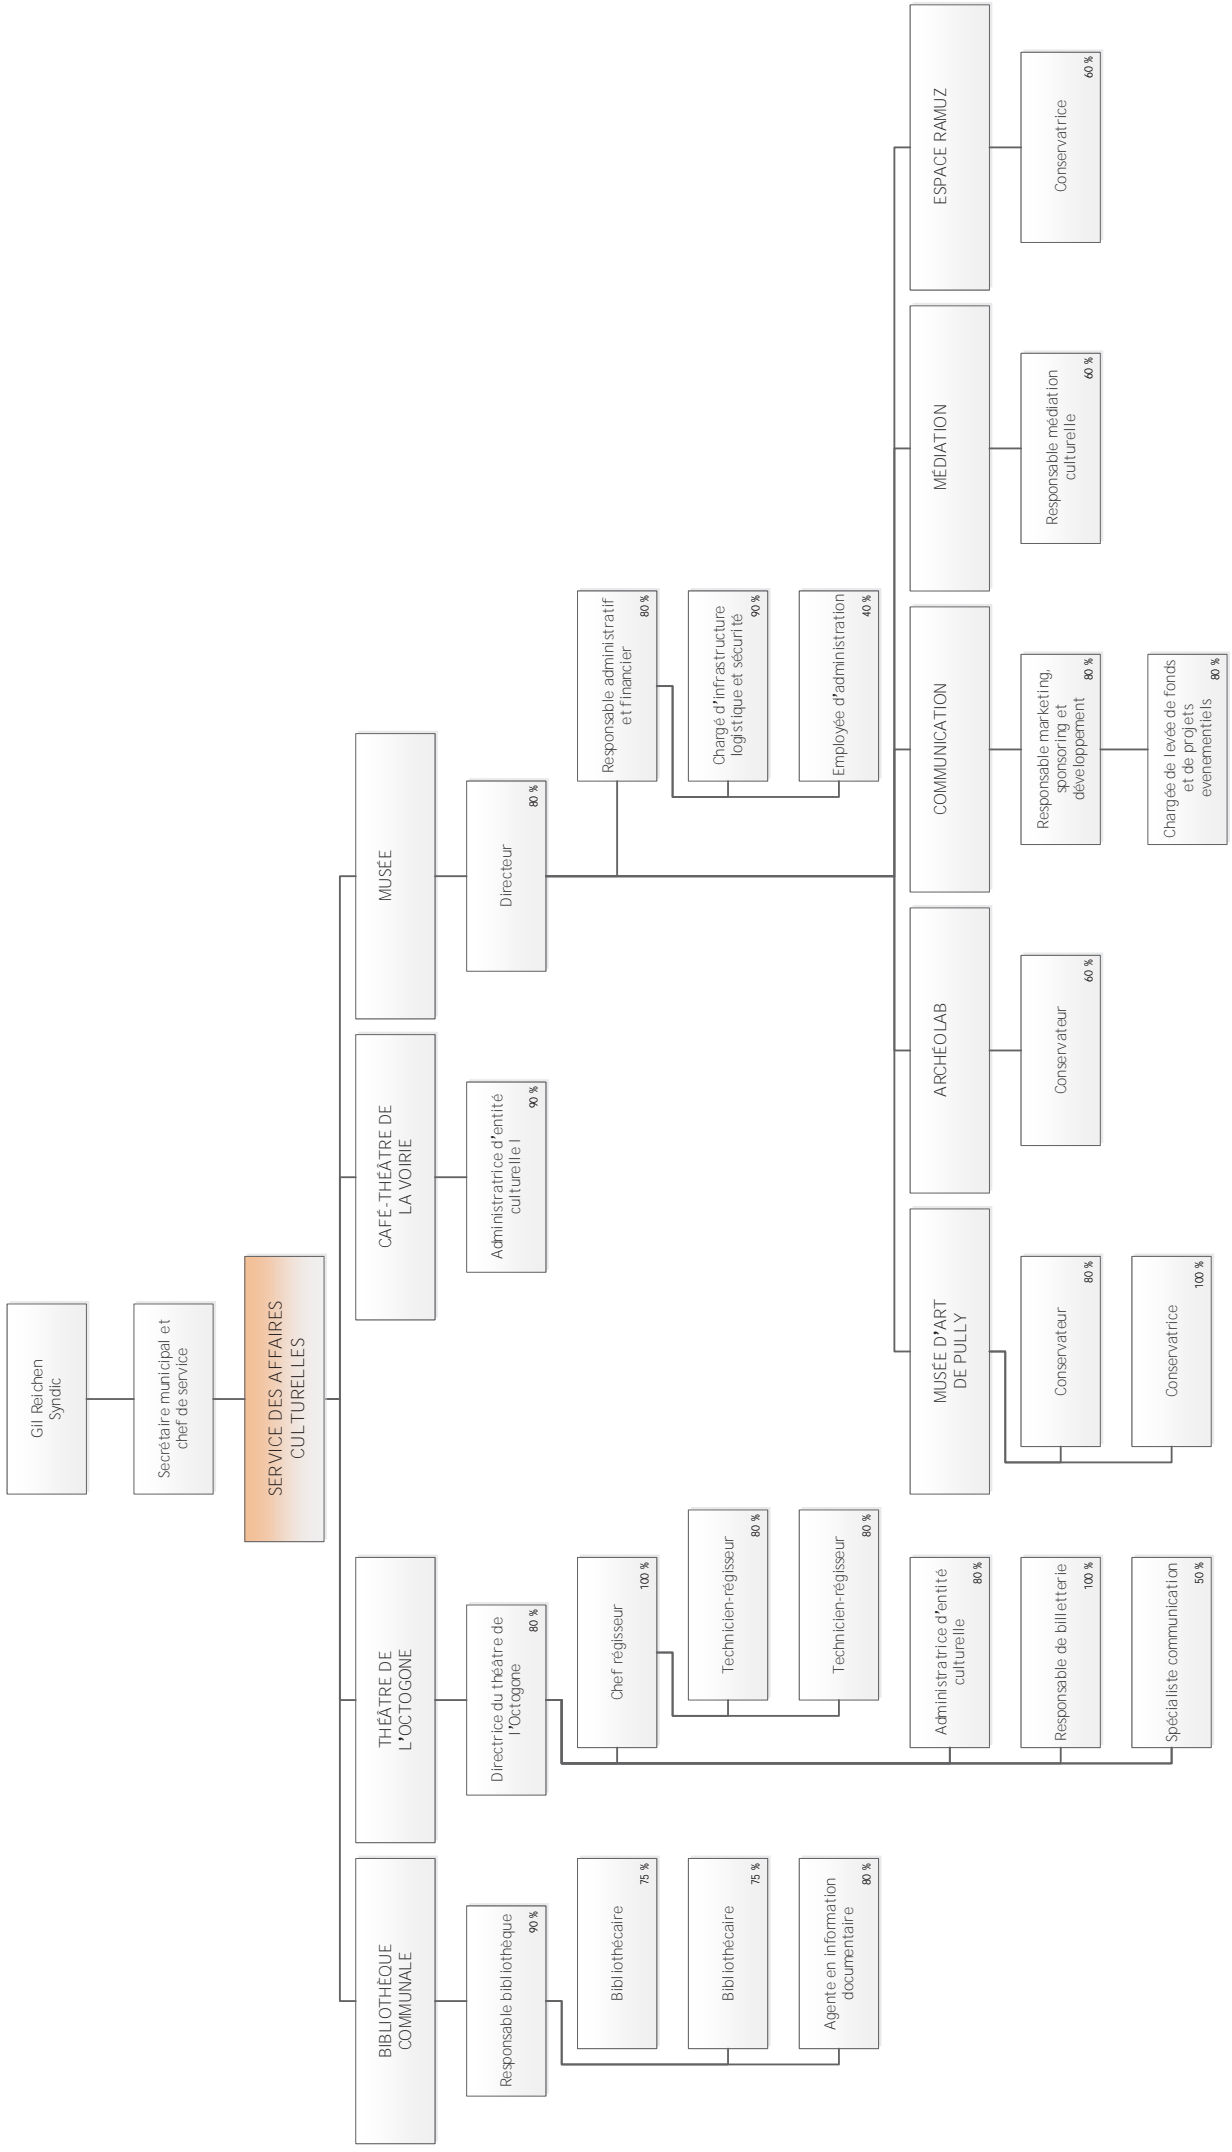 Gil Reichen
Syndic
Secrétaire municipal et
chef de service
SERVICE DES AFFAIRES
CULTURELLES
BIBLIOTHÈQUE
COMMUNALE
Responsable bibliothèque
90 %
Bibliothécaire
75 %
Bibliothécaire
75 %
Agente en information
documentaire
80 %
THÉÂTRE DE
L'OCTOGONE
Directrice du théâtre de
l'Octogone
80 %
Chef régisseur
100 %
Technicien-régisseur
80 %
Technicien-régisseur
80 %
Administratrice d'entité
culturelle
80 %
Responsable de billetterie
100 %
Spécialiste communication
50 %
CAFÉ-THÉÂTRE DE
LA VOIRIE
Administratrice d'entité
culturelle I
90 %
MUSÉE
Directeur
80 %
Responsable administratif
et financier
80 %
Chargé d'infrastructure
logistique et sécurité
90 %
Employée d'administration
40 %
MUSÉE D'ART
DE PULLY
Conservateur
80 %
Conservatrice
100 %
ARCHÉOLAB
Conservateur
60 %
COMMUNICATION
Responsable marketing,
sponsoring et
développement
80 %
Chargée de levée de fonds
et de projets
evenementiels
80 %
MÉDIATION
Responsable médiation
culturelle
60 %
ESPACE RAMUZ
Conservatrice
60 %